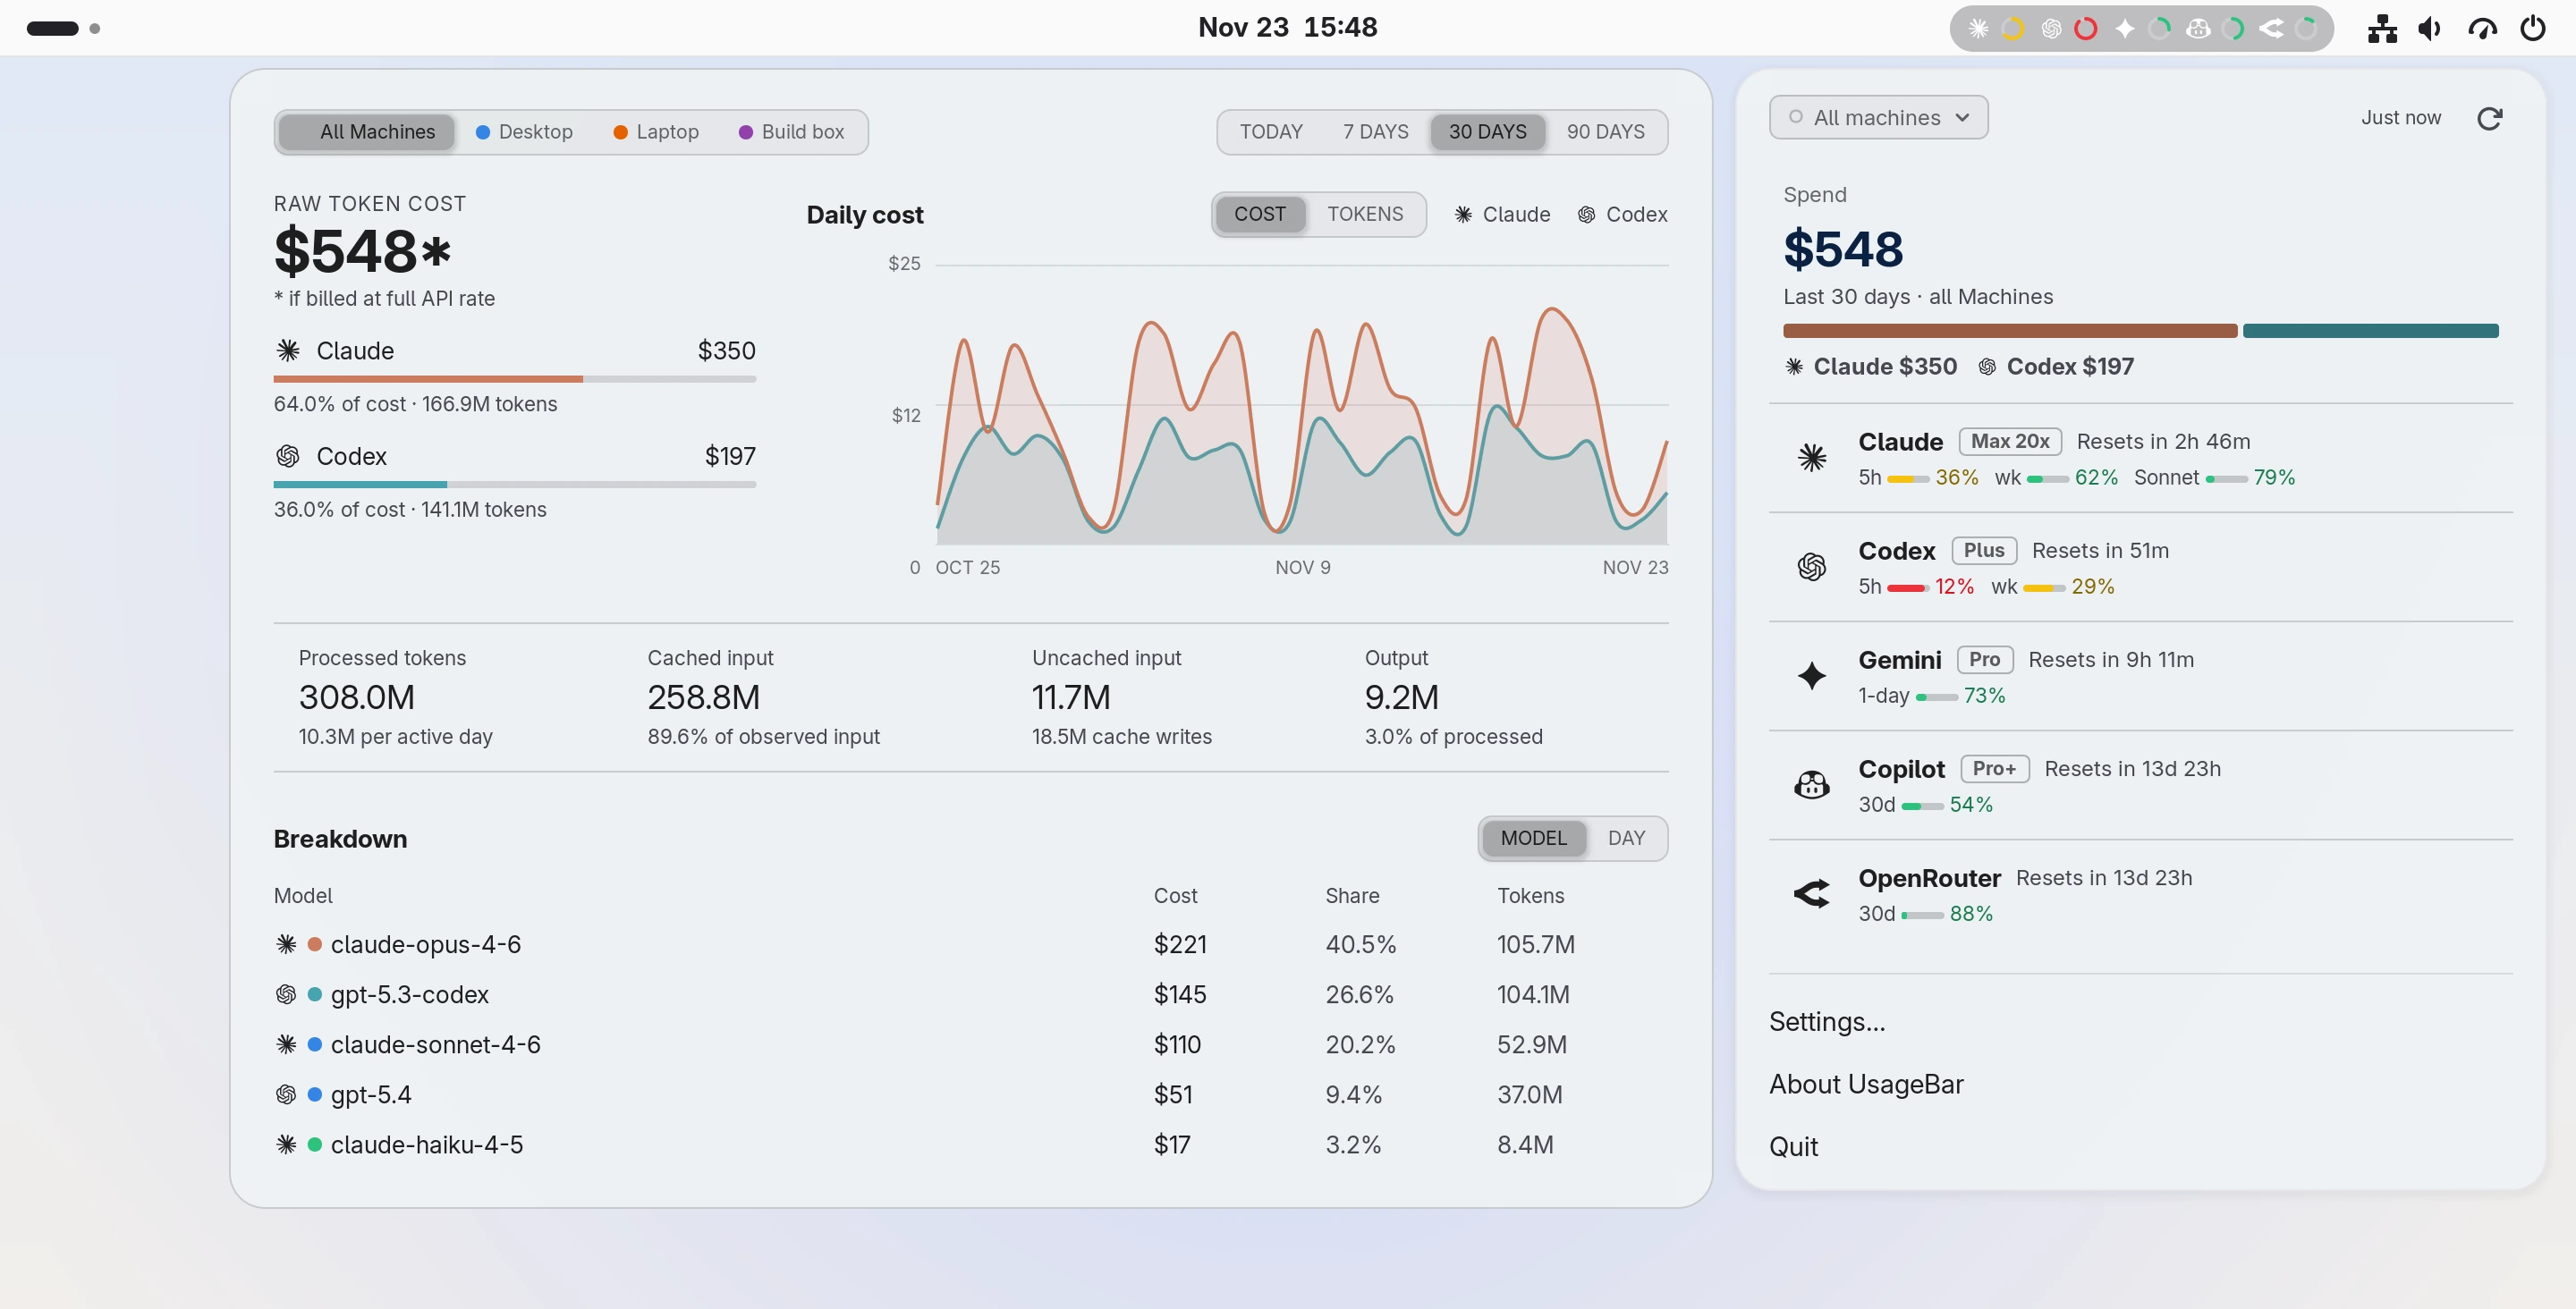 Nov 23 15:48
All Machines Desktop Laptop Build box
TODAY 7 DAYS 30 DAYS 90 DAYS
RAW TOKEN COST
$548*
* if billed at full API rate
Claude $350
64.0% of cost · 166.9M tokens
Codex $197
36.0% of cost · 141.1M tokens
Daily cost
COST TOKENS Claude Codex
$25
$12
0 OCT 25 NOV 9 NOV 23
Processed tokens Cached input Uncached input Output
308.0M 258.8M 11.7M 9.2M
10.3M per active day 89.6% of observed input 18.5M cache writes 3.0% of processed
Breakdown
MODEL DAY
Model Cost Share Tokens
claude-opus-4-6 $221 40.5% 105.7M
gpt-5.3-codex $145 26.6% 104.1M
claude-sonnet-4-6 $110 20.2% 52.9M
gpt-5.4 $51 9.4% 37.0M
claude-haiku-4-5 $17 3.2% 8.4M
All machines Just now
Spend
$548
Last 30 days · all Machines
Claude $350 Codex $197
Claude Max 20x Resets in 2h 46m
5h 36% wk 62% Sonnet 79%
Codex Plus Resets in 51m
5h 12% wk 29%
Gemini Pro Resets in 9h 11m
1-day 73%
Copilot Pro+ Resets in 13d 23h
30d 54%
OpenRouter Resets in 13d 23h
30d 88%
Settings...
About UsageBar
Quit